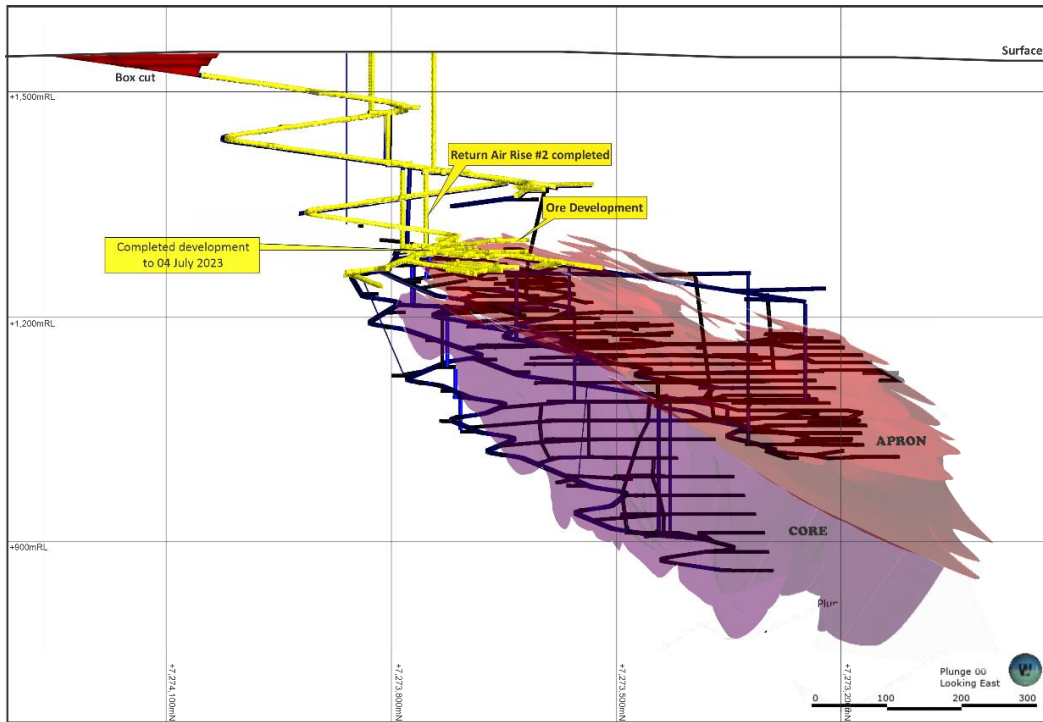 Surface
Box cut
+1,500mRL
Return Air Rise #2 completed
Ore Development
Completed development
to 04 July 2023
+1,200mRL
APRON
CORE
+900mRL
+7,274,100mN
+7,273,800mN
+7,273,500mN
+7,273,200mN
Plunge 00
Looking East
W
0 100 200 300